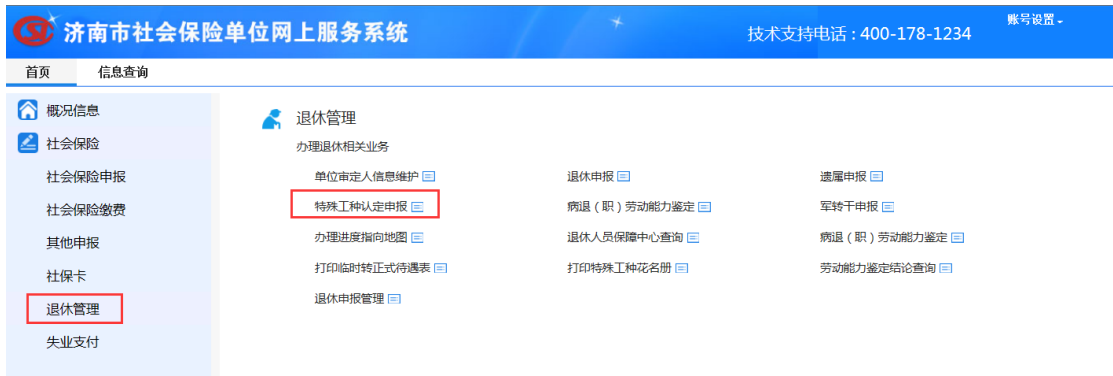 济南市社会保险单位网上服务系统
技术支持电话：400-178-1234
账号设置
首页 信息查询
概况信息
社会保险
社会保险申报
社会保险缴费
其他申报
社保卡
退休管理
失业支付
退休管理
办理退休相关业务
单位审定人信息维护 退休申报 遗属申报
特殊工种认定申报 病退（职）劳动能力鉴定 军转干申报
办理进度指向地图 退休人员保障中心查询 病退（职）劳动能力鉴定
打印临时转正式待遇表 打印特殊工种花名册 劳动能力鉴定结论查询
退休申报管理